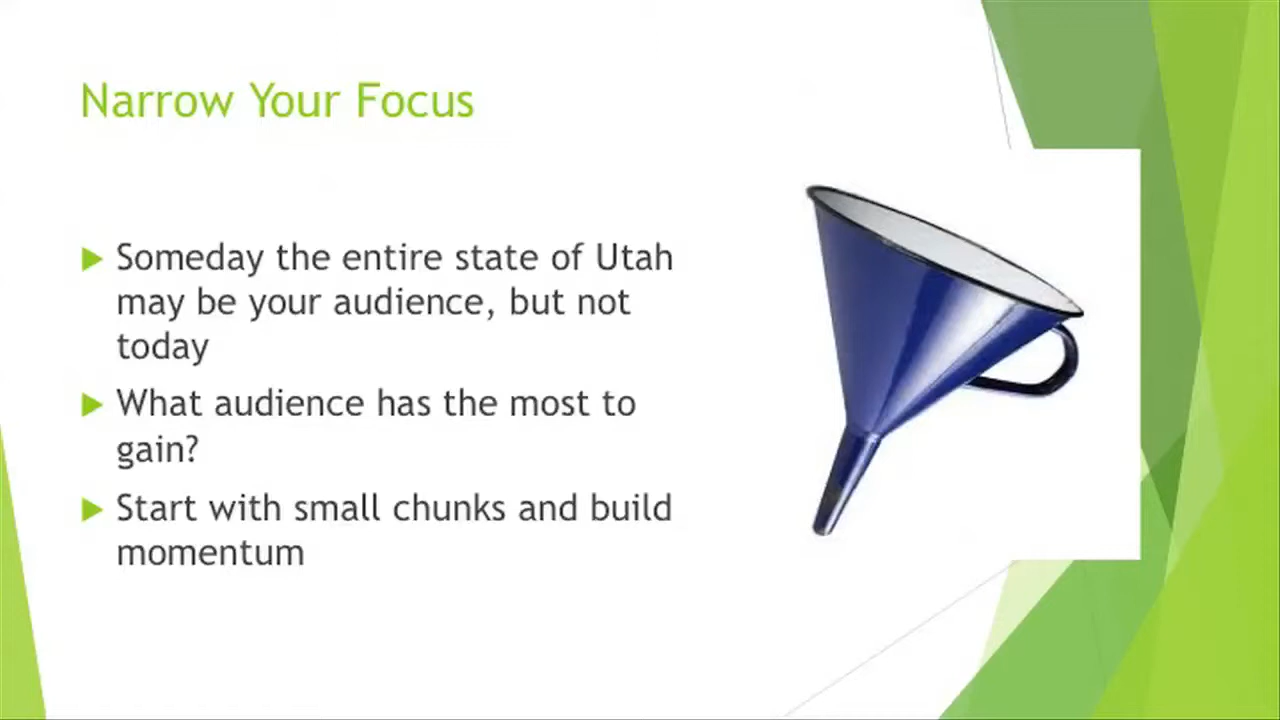 Narrow Your Focus
Someday the entire state of Utah
may be your audience, but not
today
What audience has the most to
gain?
Start with small chunks and build
momentum